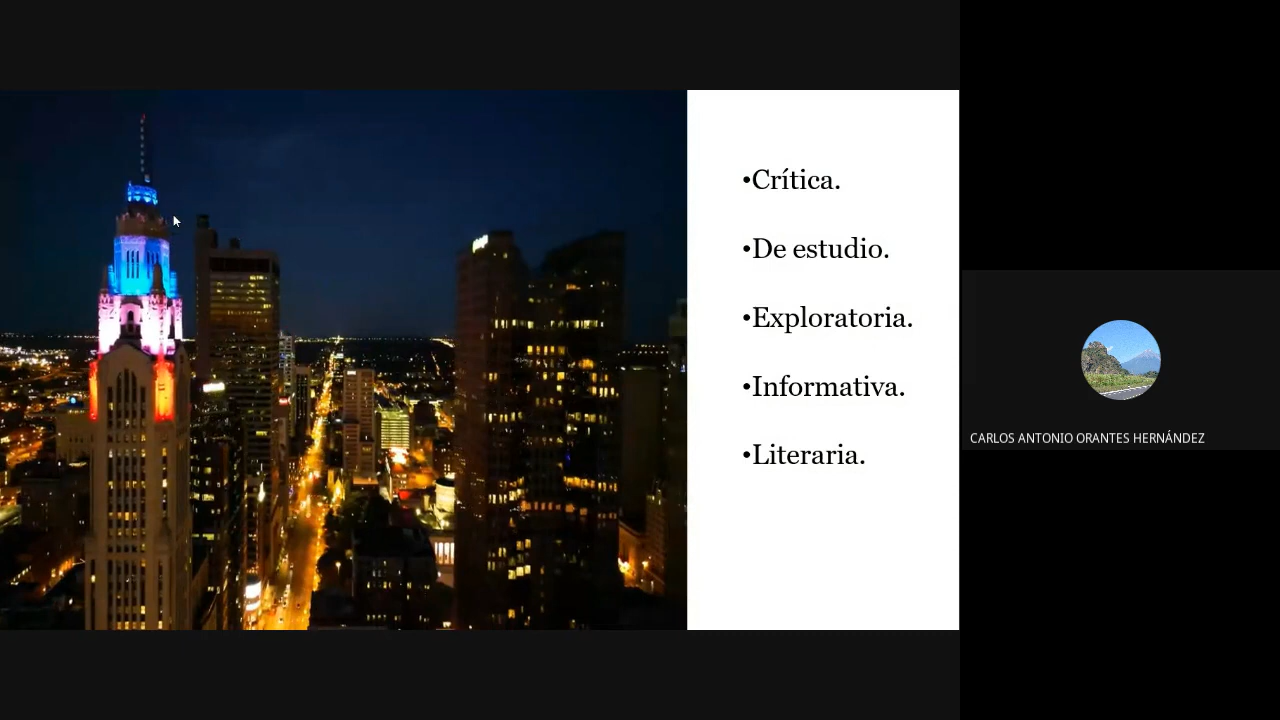 •Crítica.
•De estudio.
•Exploratoria.
•Informativa.
•Literaria.
CARLOS ANTONIO ORANTES HERNÁNDEZ